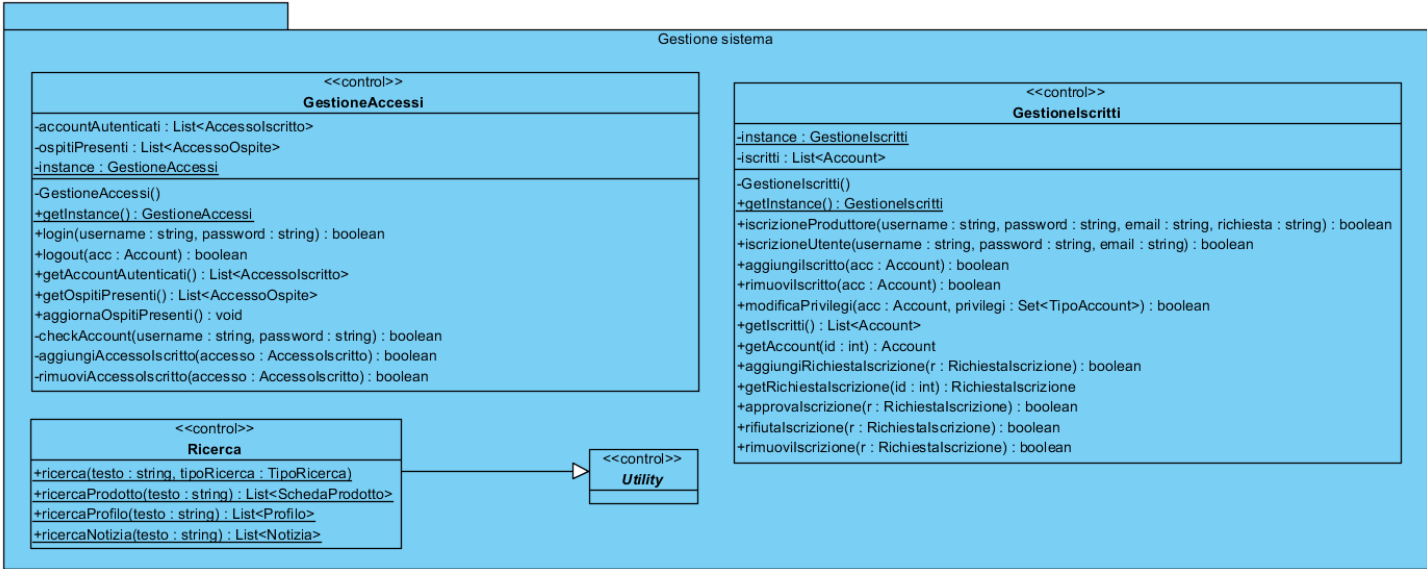 Gestione sistema
<<control>>
GestioneAccessi
-accountAutenticati : List<AccessoIscritto>
-ospitiPresenti : List<AccessoOspite>
-instance : GestioneAccessi
-GestioneAccessi()
+getInstance() : GestioneAccessi
+login(username : string, password : string) : boolean
+logout(acc : Account) : boolean
+getAccountAutenticati() : List<AccessoIscritto>
+getOspitiPresenti() : List<AccessoOspite>
+aggiornaOspitiPresenti() : void
-checkAccount(username : string, password : string) : boolean
-aggiungiAccessoIscritto(accesso : AccessoIscritto) : boolean
-rimuoviAccessoIscritto(accesso : AccessoIscritto) : boolean
<<control>>
GestioneIscritti
-instance : GestioneIscritti
-iscritti : List<Account>
-GestioneIscritti()
+getInstance() : GestioneIscritti
+iscrizioneProduttore(username : string, password : string, email : string, richiesta : string) : boolean
+iscrizioneUtente(username : string, password : string, email : string) : boolean
+aggiungiIscritto(acc : Account) : boolean
+rimuoviIscritto(acc : Account) : boolean
+modificaPrivilegi(acc : Account, privilegi : Set<TipoAccount>) : boolean
+getIscritti() : List<Account>
+getAccount(id : int) : Account
+aggiungiRichiestaIscrizione(r : RichiestaIscrizione) : boolean
+getRichiestaIscrizione(id : int) : RichiestaIscrizione
+approvaIscrizione(r : RichiestaIscrizione) : boolean
+rifiutaIscrizione(r : RichiestaIscrizione) : boolean
+rimuoviIscrizione(r : RichiestaIscrizione) : boolean
<<control>>
Ricerca
+ricerca(testo : string, tipoRicerca : TipoRicerca)
+ricercaProdotto(testo : string) : List<SchedaProdotto>
+ricercaProfilo(testo : string) : List<Profilo>
+ricercaNotizia(testo : string) : List<Notizia>
<<control>>
Utility